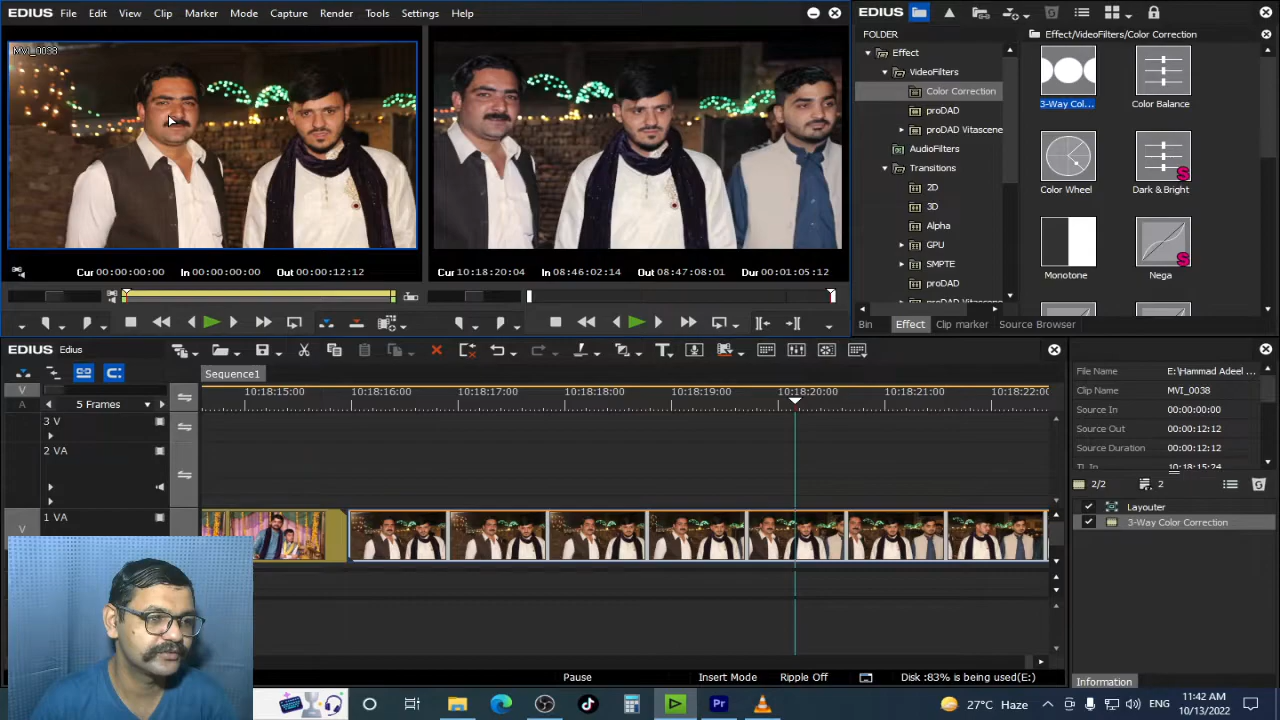 EDIUS File Edit View Clip Marker Mode Capture Render Tools Settings Help
MVI_0038
Cur 00:00:00:00 In 00:00:00:00 Out 00:00:12:12
Cur 10:18:20:04 In 08:46:02:14 Out 08:47:08:01 Dur 00:01:05:12
EDIUS
FOLDER
Effect
VideoFilters
Color Correction
proDAD
proDAD Vitascene
AudioFilters
Transitions
2D
3D
Alpha
GPU
SMPTE
proDAD
proDAD Vitascene
Effect/VideoFilters/Color Correction
3-Way Col... Color Balance
Color Wheel Dark & Bright
S
Monotone Nega
S
Bin Effect Clip marker Source Browser
EDIUS Edius
Sequence1
V
A
5 Frames
10:18:15:00 10:18:16:00 10:18:17:00 10:18:18:00 10:18:19:00 10:18:20:00 10:18:21:00 10:18:22:00
3 V
2 VA
1 VA
V
File Name E:\Hammad Adeel ...
Clip Name MVI_0038
Source In 00:00:00:00
Source Out 00:00:12:12
Source Duration 00:00:12:12
TL In 10:18:15:24
2/2 2
Layouter
3-Way Color Correction
Information
Pause Insert Mode Ripple Off Disk :83% is being used(E:)
Pr
27°C Haze ENG 11:42 AM
10/13/2022